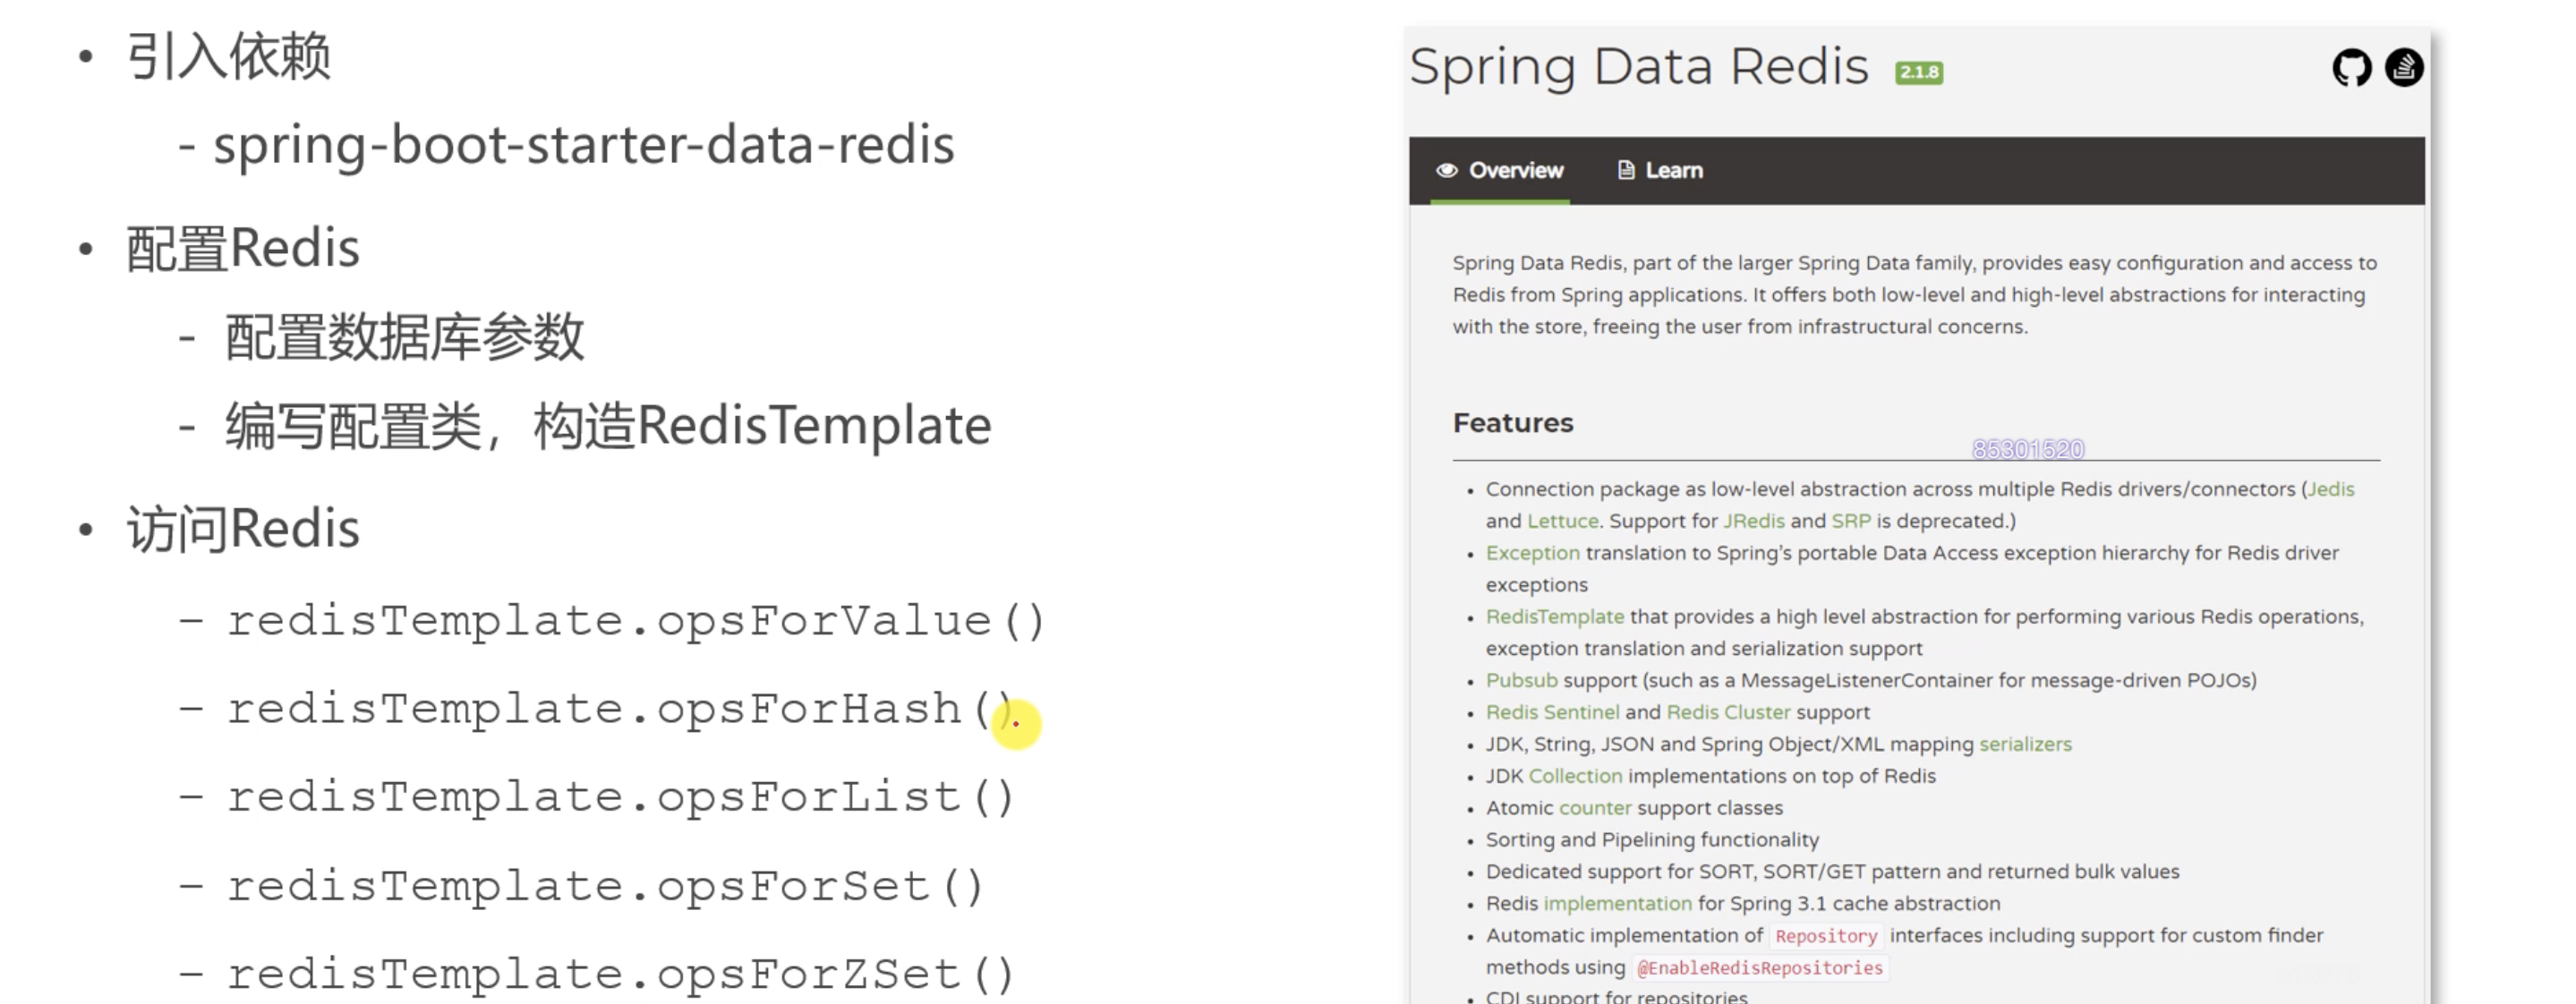 • 引入依赖
- spring-boot-starter-data-redis
• 配置Redis
- 配置数据库参数
- 编写配置类，构造RedisTemplate
• 访问Redis
- redisTemplate.opsForValue()
- redisTemplate.opsForHash()
- redisTemplate.opsForList()
- redisTemplate.opsForSet()
- redisTemplate.opsForZSet()
Spring Data Redis 2.1.8
Overview Learn
Spring Data Redis, part of the larger Spring Data family, provides easy configuration and access to
Redis from Spring applications. It offers both low-level and high-level abstractions for interacting
with the store, freeing the user from infrastructural concerns.
Features
85301520
• Connection package as low-level abstraction across multiple Redis drivers/connectors (Jedis
and Lettuce. Support for JRedis and SRP is deprecated.)
• Exception translation to Spring’s portable Data Access exception hierarchy for Redis driver
exceptions
• RedisTemplate that provides a high level abstraction for performing various Redis operations,
exception translation and serialization support
• Pubsub support (such as a MessageListenerContainer for message-driven POJOs)
• Redis Sentinel and Redis Cluster support
• JDK, String, JSON and Spring Object/XML mapping serializers
• JDK Collection implementations on top of Redis
• Atomic counter support classes
• Sorting and Pipelining functionality
• Dedicated support for SORT, SORT/GET pattern and returned bulk values
• Redis implementation for Spring 3.1 cache abstraction
• Automatic implementation of Repository interfaces including support for custom finder
methods using @EnableRedisRepositories
• CDI support for repositories